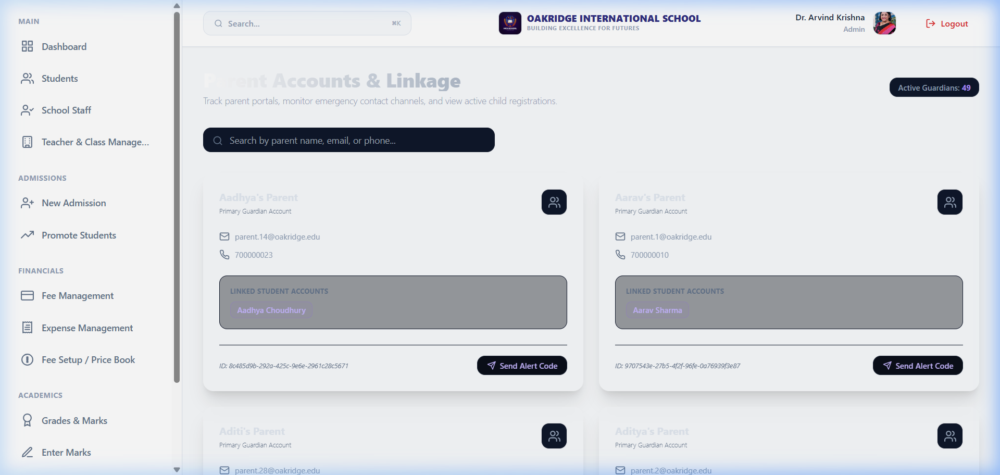 MAIN
Dashboard
Students
School Staff
Teacher & Class Manage...
ADMISSIONS
New Admission
Promote Students
FINANCIALS
Fee Management
Expense Management
Fee Setup / Price Book
ACADEMICS
Grades & Marks
Enter Marks
Search... ⌘K
OAKRIDGE INTERNATIONAL SCHOOL
BUILDING EXCELLENCE FOR FUTURES
Dr. Arvind Krishna
Admin
Logout
Parent Accounts & Linkage
Track parent portals, monitor emergency contact channels, and view active child registrations.
Active Guardians: 49
Search by parent name, email, or phone...
Aadhya's Parent
Primary Guardian Account
parent.14@oakridge.edu
700000023
LINKED STUDENT ACCOUNTS
Aadhya Choudhury
ID: 8c485d9b-292a-425c-9e6e-2961c28c5671
Send Alert Code
Aarav's Parent
Primary Guardian Account
parent.1@oakridge.edu
700000010
LINKED STUDENT ACCOUNTS
Aarav Sharma
ID: 9707543e-27b5-4f2f-96fe-0a76939f3e87
Send Alert Code
Aditi's Parent
Primary Guardian Account
parent.28@oakridge.edu
Aditya's Parent
Primary Guardian Account
parent.2@oakridge.edu